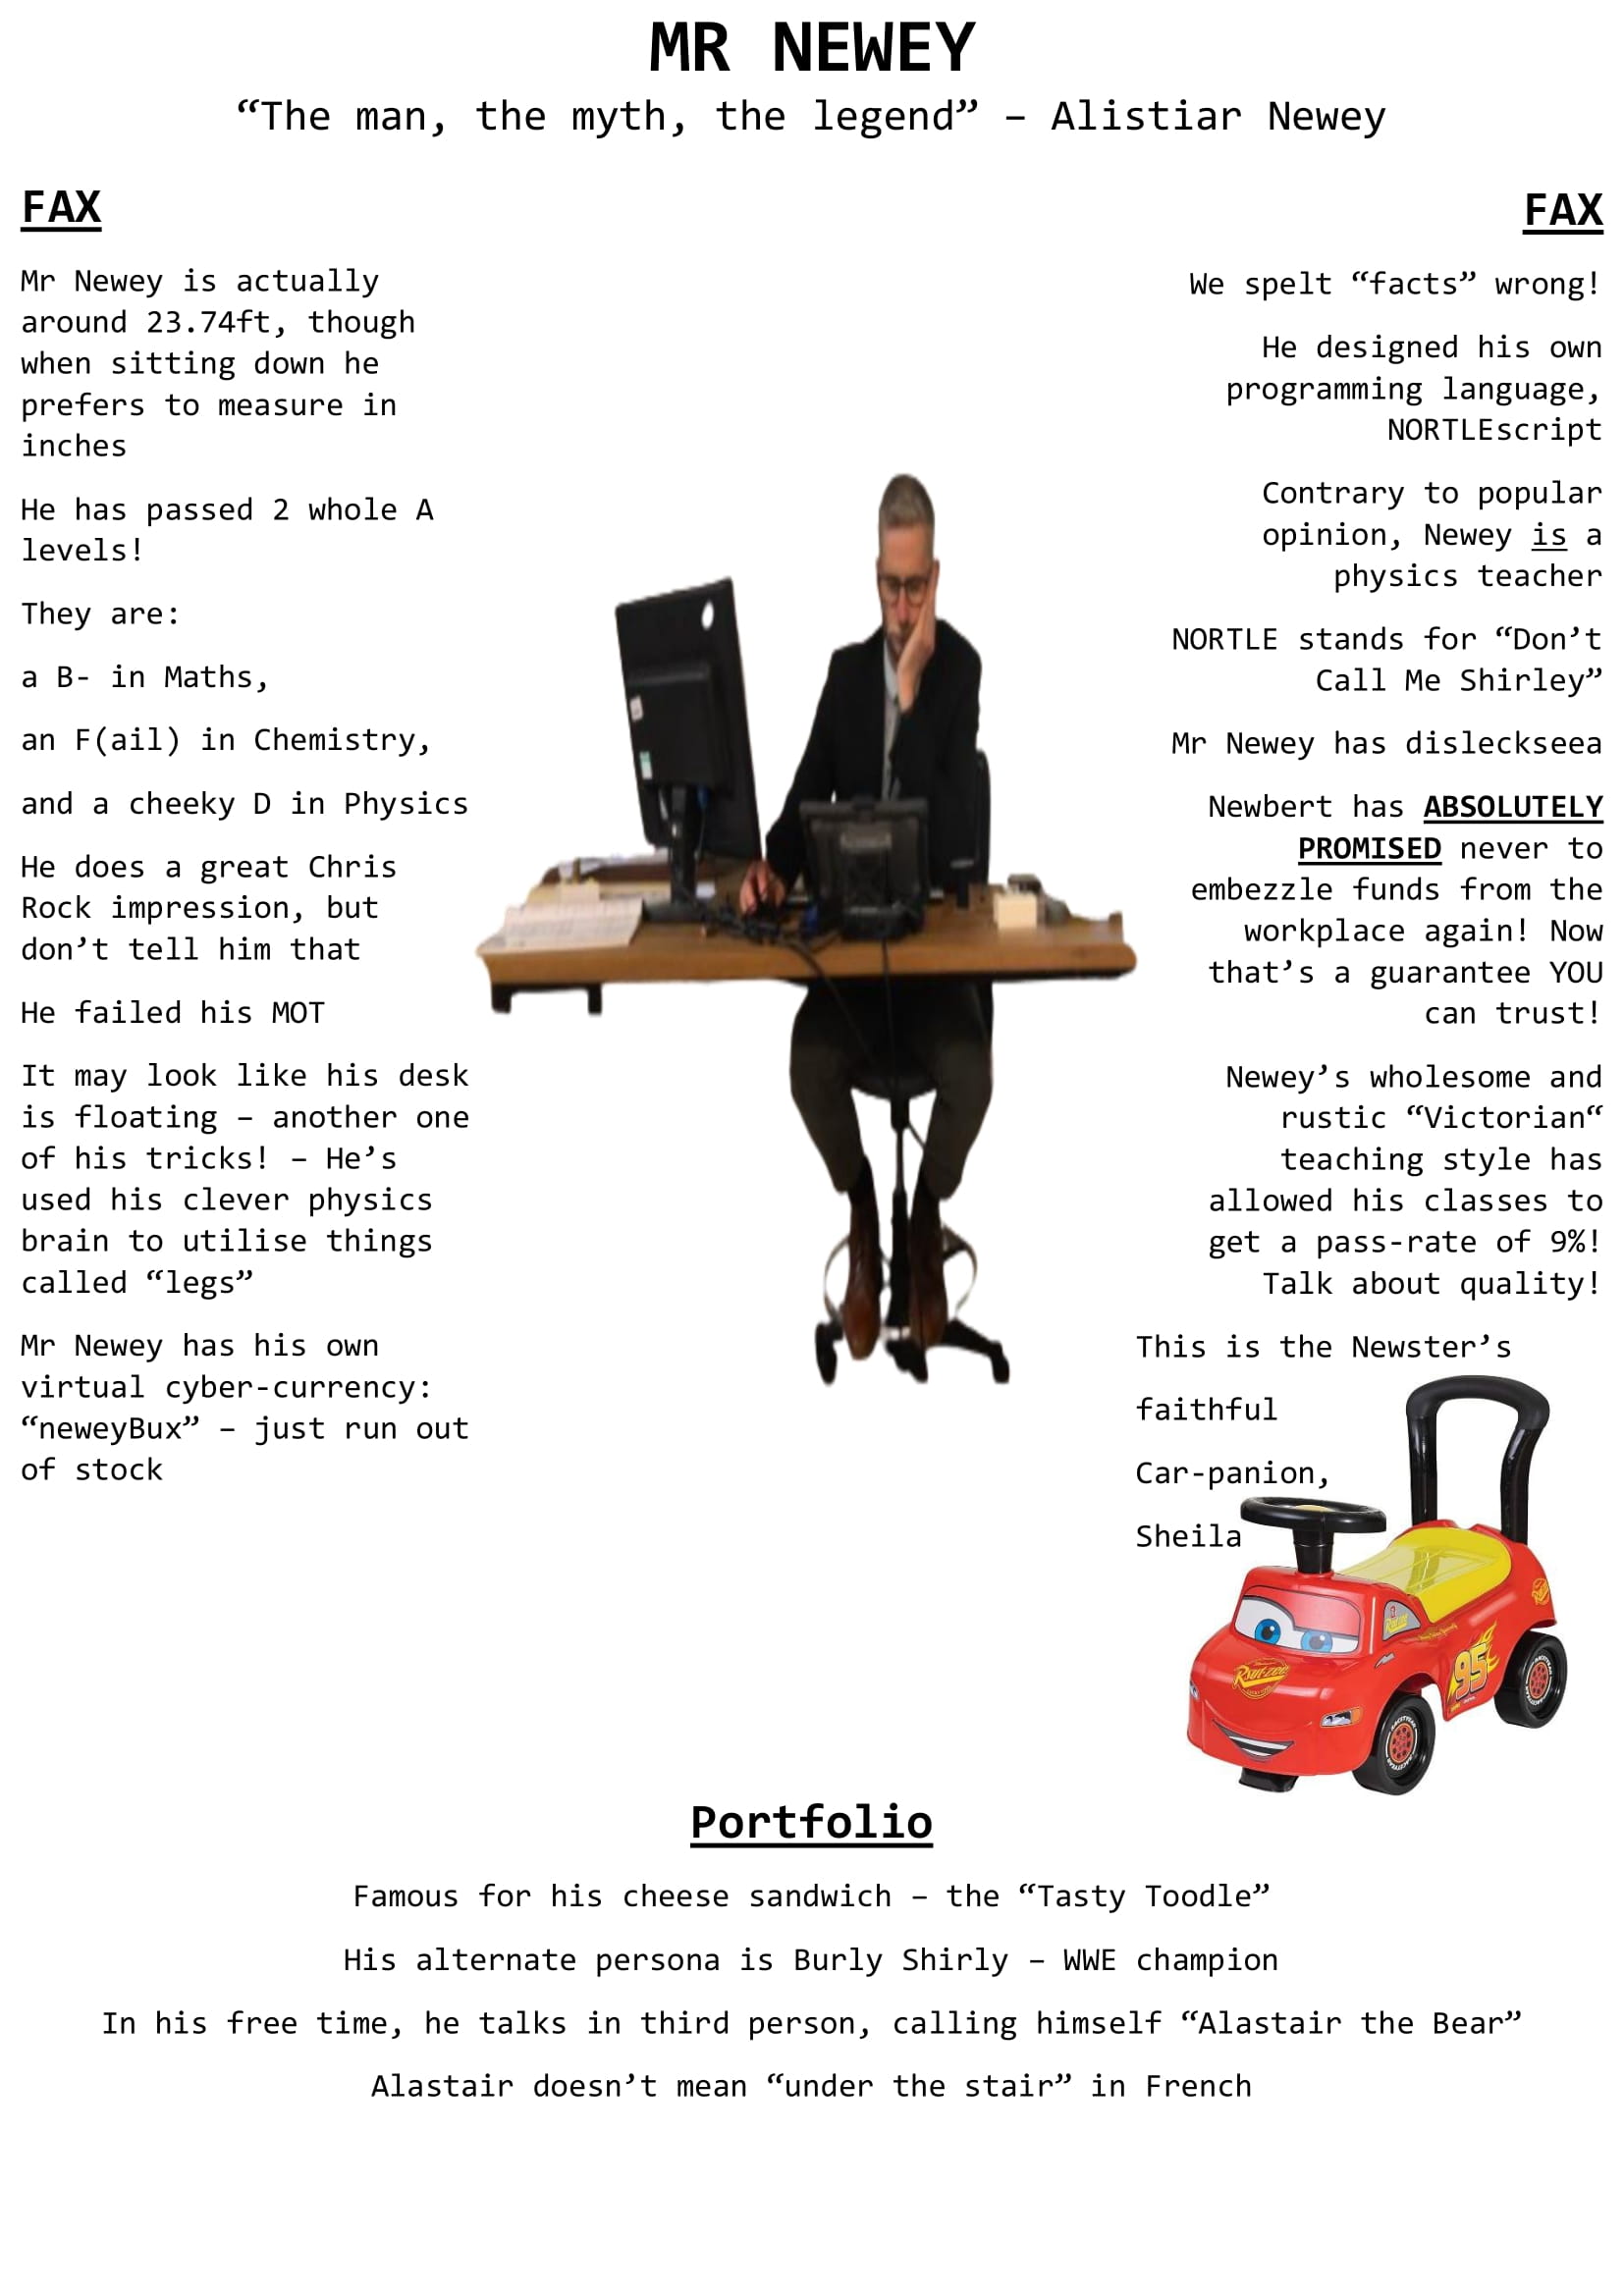 MR NEWEY
“The man, the myth, the legend” – Alistiar Newey
FAX
Mr Newey is actually
around 23.74ft, though
when sitting down he
prefers to measure in
inches
He has passed 2 whole A
levels!
They are:
a B- in Maths,
an F(ail) in Chemistry,
and a cheeky D in Physics
He does a great Chris
Rock impression, but
don’t tell him that
He failed his MOT
It may look like his desk
is floating – another one
of his tricks! – He’s
used his clever physics
brain to utilise things
called “legs”
Mr Newey has his own
virtual cyber-currency:
“neweyBux” – just run out
of stock
FAX
We spelt “facts” wrong!
He designed his own
programming language,
NORTLEscript
Contrary to popular
opinion, Newey is a
physics teacher
NORTLE stands for “Don’t
Call Me Shirley”
Mr Newey has disleckseea
Newbert has ABSOLUTELY
PROMISED never to
embezzle funds from the
workplace again! Now
that’s a guarantee YOU
can trust!
Newey’s wholesome and
rustic “Victorian“
teaching style has
allowed his classes to
get a pass-rate of 9%!
Talk about quality!
This is the Newster’s
faithful
Car-panion,
Sheila
95
Portfolio
Famous for his cheese sandwich – the “Tasty Toodle”
His alternate persona is Burly Shirly – WWE champion
In his free time, he talks in third person, calling himself “Alastair the Bear”
Alastair doesn’t mean “under the stair” in French